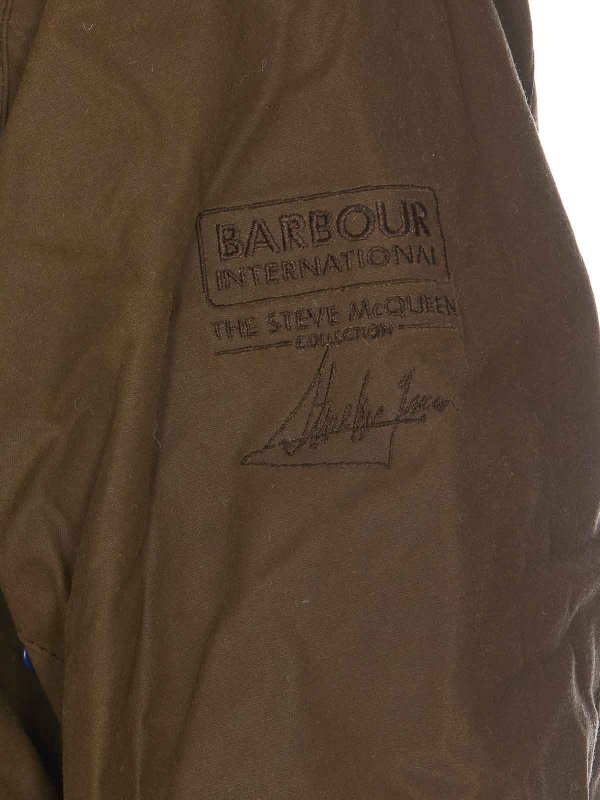 BARBOUR
INTERNATIONAL
THE STEVE McQUEEN
COLLECTION